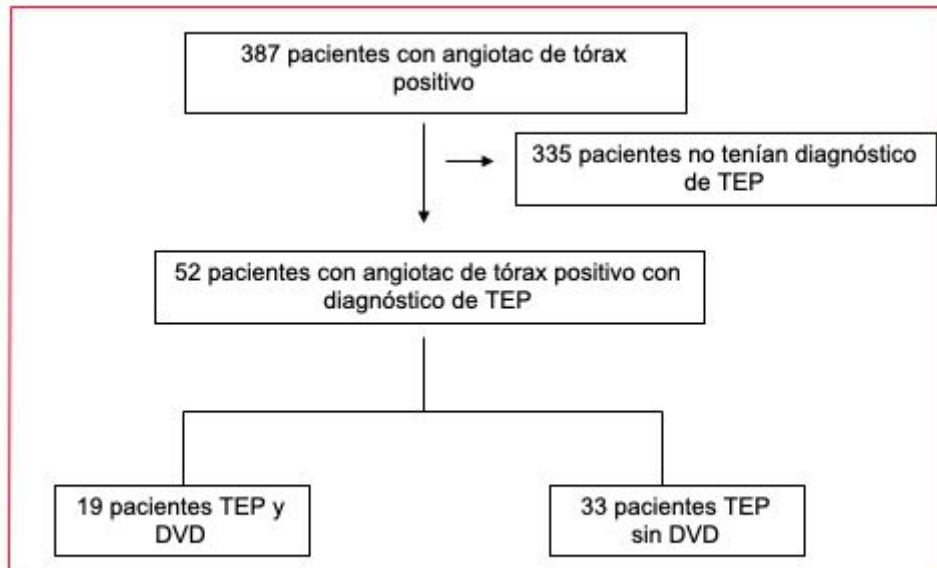 387 pacientes con angiotac de tórax
positivo
335 pacientes no tenían diagnóstico
de TEP
52 pacientes con angiotac de tórax positivo con
diagnóstico de TEP
19 pacientes TEP y
DVD
33 pacientes TEP
sin DVD